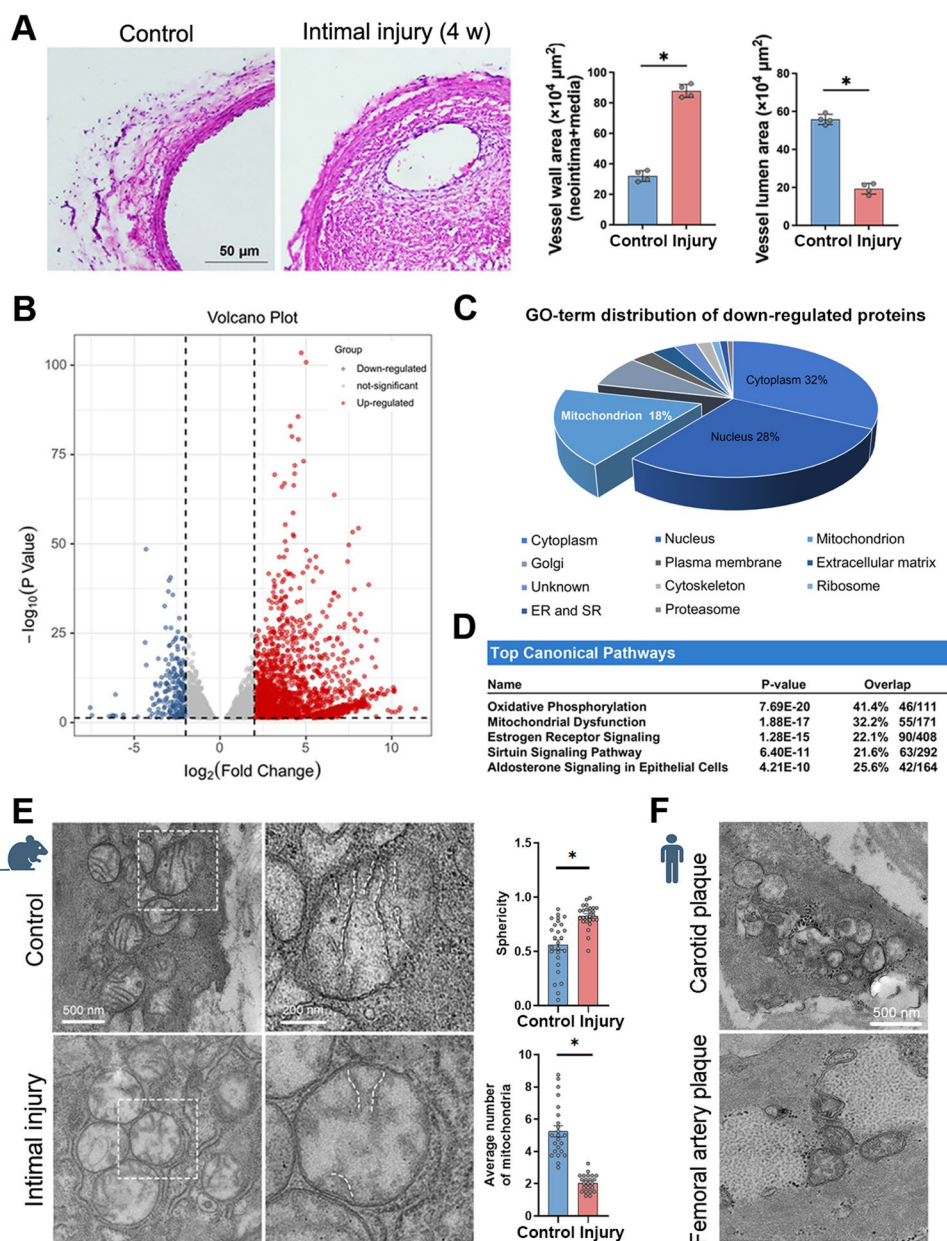 A
Control
Intimal injury (4 w)
50 μm
Vessel wall area (×10⁴ μm²)
(neointima+media)
100
80
60
40
20
0
*
Control Injury
Vessel lumen area (×10⁴ μm²)
80
60
40
20
0
*
Control Injury
B
Volcano Plot
Group
Down-regulated
not-significant
Up-regulated
−log₁₀(P Value)
100
75
50
25
0
-5
0
5
10
log₂(Fold Change)
C
GO-term distribution of down-regulated proteins
Cytoplasm 32%
Mitochondrion 18%
Nucleus 28%
Cytoplasm
Nucleus
Mitochondrion
Golgi
Plasma membrane
Extracellular matrix
Unknown
Cytoskeleton
Ribosome
ER and SR
Proteasome
D
Top Canonical Pathways
Name P-value Overlap
Oxidative Phosphorylation 7.69E-20 41.4% 46/111
Mitochondrial Dysfunction 1.88E-17 32.2% 55/171
Estrogen Receptor Signaling 1.28E-15 22.1% 90/408
Sirtuin Signaling Pathway 6.40E-11 21.6% 63/292
Aldosterone Signaling in Epithelial Cells 4.21E-10 25.6% 42/164
E
Control
500 nm
200 nm
Intimal injury
Sphericity
1.5
1.0
0.5
0.0
*
Control Injury
Average number
of mitochondria
10
8
6
4
2
0
*
Control Injury
F
Carotid plaque
500 nm
Femoral artery plaque